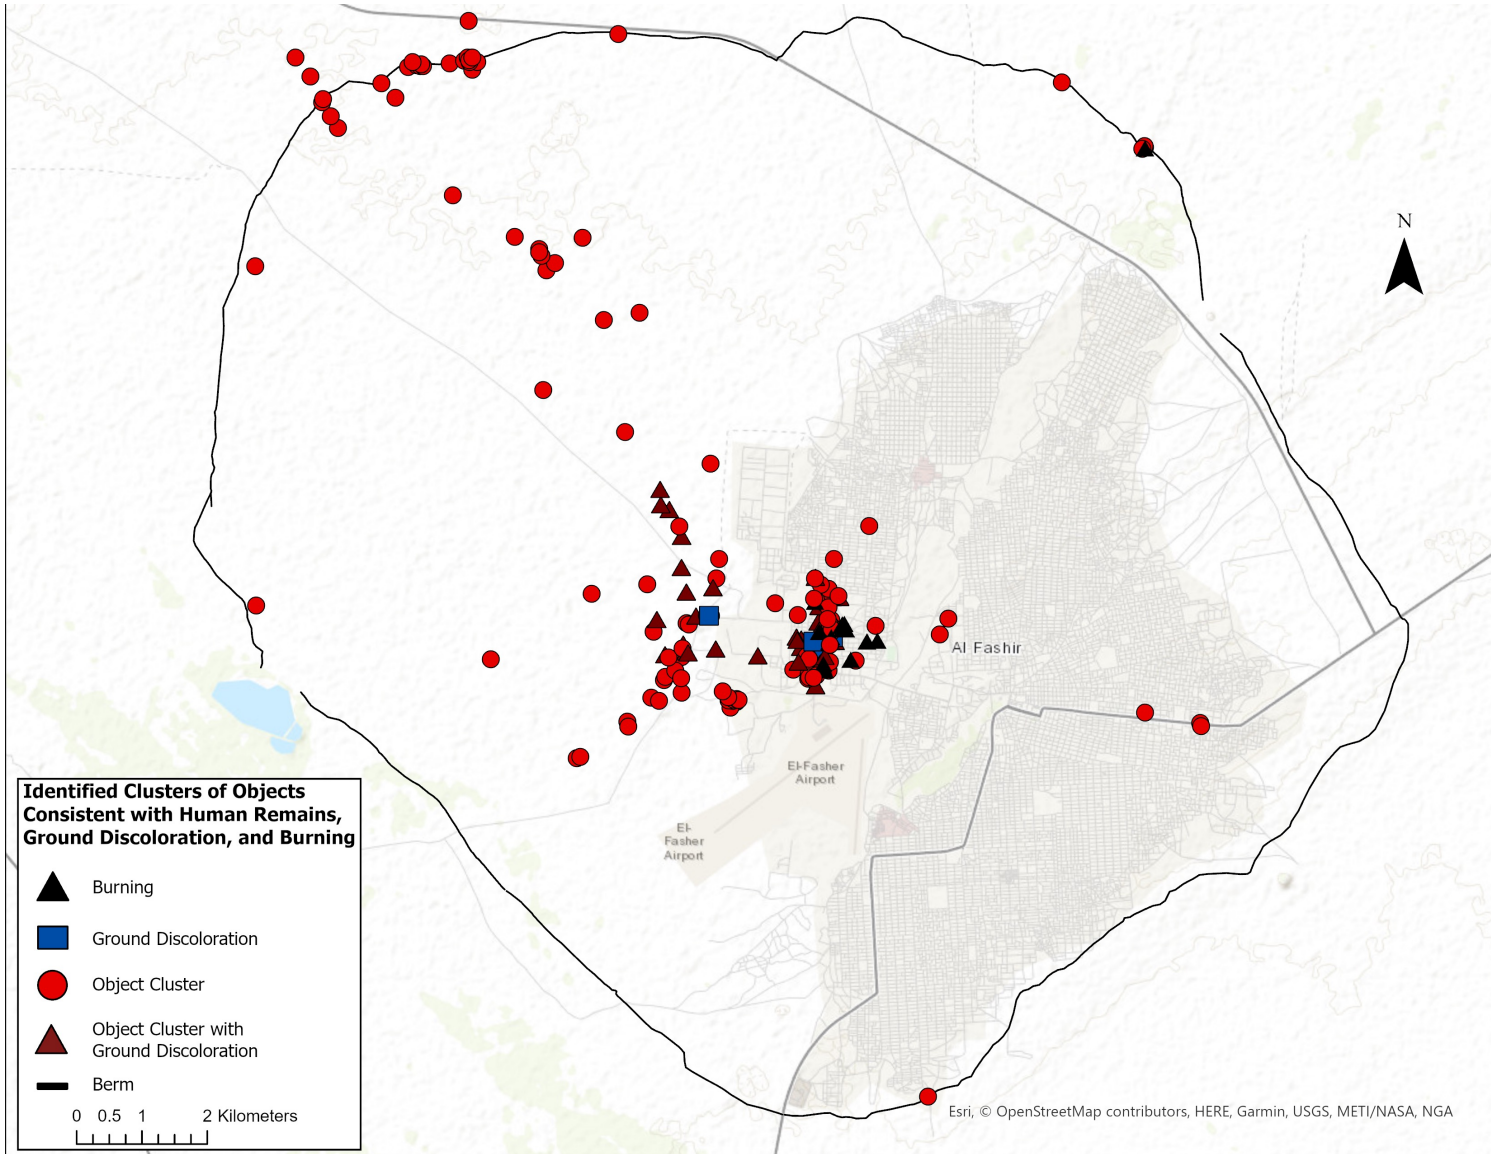 N
Al Fashir
El-Fasher
Airport
El-
Fasher
Airport
Identified Clusters of Objects
Consistent with Human Remains,
Ground Discoloration, and Burning
Burning
Ground Discoloration
Object Cluster
Object Cluster with
Ground Discoloration
Berm
0 0.5 1 2 Kilometers
Esri, © OpenStreetMap contributors, HERE, Garmin, USGS, METI/NASA, NGA